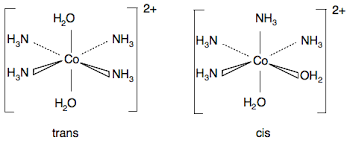 2+ 2+
H₂O NH₃
H₃N NH₃ H₃N NH₃
Co Co
H₃N NH₃ H₃N OH₂
H₂O H₂O
trans cis